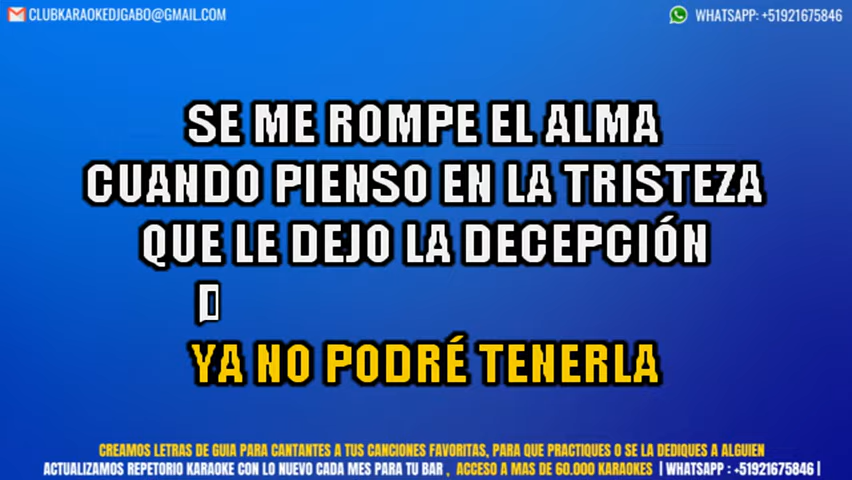 CLUBKARAOKEDJGABO@GMAIL.COM
WHATSAPP: +51921675846
SE ME ROMPE EL ALMA
CUANDO PIENSO EN LA TRISTEZA
QUE LE DEJO LA DECEPCIÓN
D
YA NO PODRÉ TENERLA
CREAMOS LETRAS DE GUIA PARA CANTANTES A TUS CANCIONES FAVORITAS, PARA QUE PRACTIQUES O SE LA DEDIQUES A ALGUIEN
ACTUALIZAMOS REPETORIO KARAOKE CON LO NUEVO CADA MES PARA TU BAR , ACCESO A MAS DE 60.000 KARAOKES | WHATSAPP : +51921675846 |